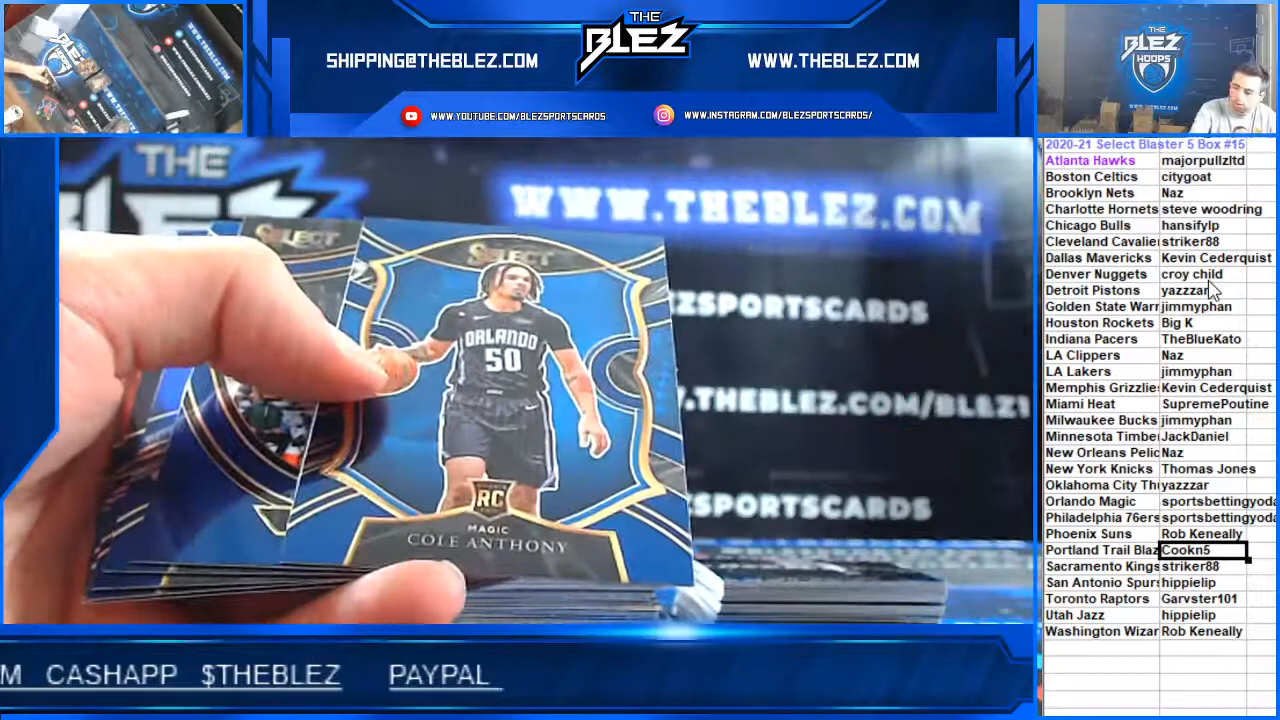 SHIPPING@THEBLEZ.COM
THE
BLEZ
WWW.THEBLEZ.COM
WWW.YOUTUBE.COM/BLEZSPORTSCARDS
WWW.INSTAGRAM.COM/BLEZSPORTSCARDS/
THE
BLEZ
HOOPS
THE
WWW.THEBLEZ.COM
EZSPORTSCARDS
W.THEBLEZ.COM/BLEZ
ZSPORTSCARDS
SELECT
SELECT
ORLANDO
50
RC
MAGIC
COLE ANTHONY
2020-21 Select Blaster 5 Box #15
Atlanta Hawks majorpullzltd
Boston Celtics citygoat
Brooklyn Nets Naz
Charlotte Hornets steve woodring
Chicago Bulls hansifylp
Cleveland Cavalie striker88
Dallas Mavericks Kevin Cederquist
Denver Nuggets croy child
Detroit Pistons yazzzar
Golden State Warr jimmyphan
Houston Rockets Big K
Indiana Pacers TheBlueKato
LA Clippers Naz
LA Lakers jimmyphan
Memphis Grizzlie Kevin Cederquist
Miami Heat SupremePoutine
Milwaukee Bucks jimmyphan
Minnesota Timbe JackDaniel
New Orleans Pelic Naz
New York Knicks Thomas Jones
Oklahoma City Th yazzzar
Orlando Magic sportsbettingyoda
Philadelphia 76ers sportsbettingyoda
Phoenix Suns Rob Keneally
Portland Trail Blaz Cookn5
Sacramento Kings striker88
San Antonio Spurs hippielip
Toronto Raptors Garvster101
Utah Jazz hippielip
Washington Wizar Rob Keneally
M CASHAPP $THEBLEZ PAYPAL